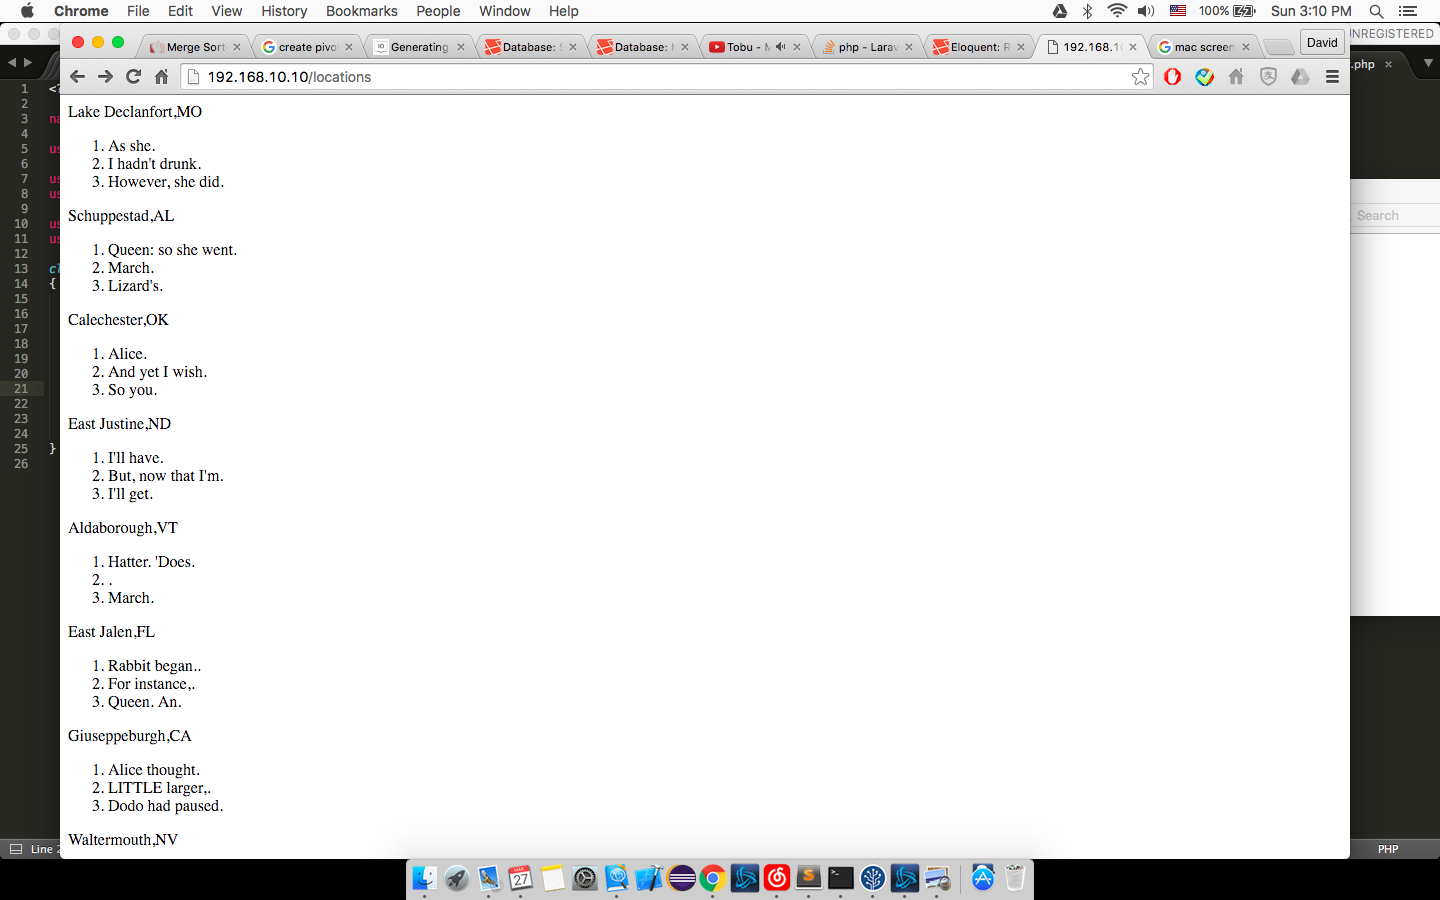 Chrome File Edit View History Bookmarks People Window Help 100% Sun 3:10 PM
Merge Sort create pivo Generating Database: S Database: Tobu - php - Larav Eloquent: R 192.168.1 mac screen David UNREGISTERED
192.168.10.10/locations .php
Search
1
2
3
4
5
6
7
8
9
10
11
12
13
14 {
15
16
17
18
19
20
21
22
23
24
25 }
26
Lake Declanfort,MO
1. As she.
2. I hadn't drunk.
3. However, she did.
Schuppestad,AL
1. Queen: so she went.
2. March.
3. Lizard's.
Calechester,OK
1. Alice.
2. And yet I wish.
3. So you.
East Justine,ND
1. I'll have.
2. But, now that I'm.
3. I'll get.
Aldaborough,VT
1. Hatter. 'Does.
2. .
3. March.
East Jalen,FL
1. Rabbit began..
2. For instance,.
3. Queen. An.
Giuseppeburgh,CA
1. Alice thought.
2. LITTLE larger,.
3. Dodo had paused.
Waltermouth,NV
Line PHP
27